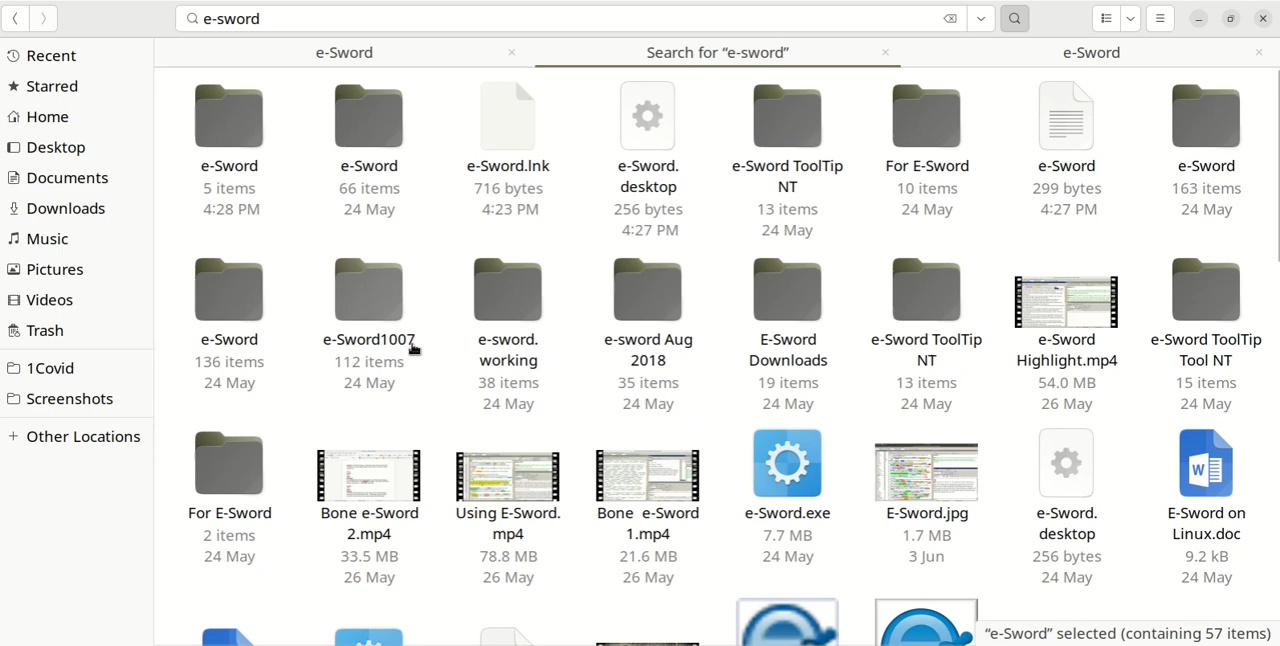 e-sword
e-Sword
Search for “e-sword”
e-Sword
Recent
Starred
Home
Desktop
Documents
Downloads
Music
Pictures
Videos
Trash
1Covid
Screenshots
Other Locations
e-Sword
5 items
4:28 PM
e-Sword
66 items
24 May
e-Sword.lnk
716 bytes
4:23 PM
e-Sword.
desktop
256 bytes
4:27 PM
e-Sword ToolTip
NT
13 items
24 May
For E-Sword
10 items
24 May
e-Sword
299 bytes
4:27 PM
e-Sword
163 items
24 May
e-Sword
136 items
24 May
e-Sword1007
112 items
24 May
e-sword.
working
38 items
24 May
e-sword Aug
2018
35 items
24 May
E-Sword
Downloads
19 items
24 May
e-Sword ToolTip
NT
13 items
24 May
e-Sword
Highlight.mp4
54.0 MB
26 May
e-Sword ToolTip
Tool NT
15 items
24 May
For E-Sword
2 items
24 May
Bone e-Sword
2.mp4
33.5 MB
26 May
Using E-Sword.
mp4
78.8 MB
26 May
Bone  e-Sword
1.mp4
21.6 MB
26 May
e-Sword.exe
7.7 MB
24 May
E-Sword.jpg
1.7 MB
3 Jun
e-Sword.
desktop
256 bytes
24 May
W
E-Sword on
Linux.doc
9.2 kB
24 May
“e-Sword” selected (containing 57 items)